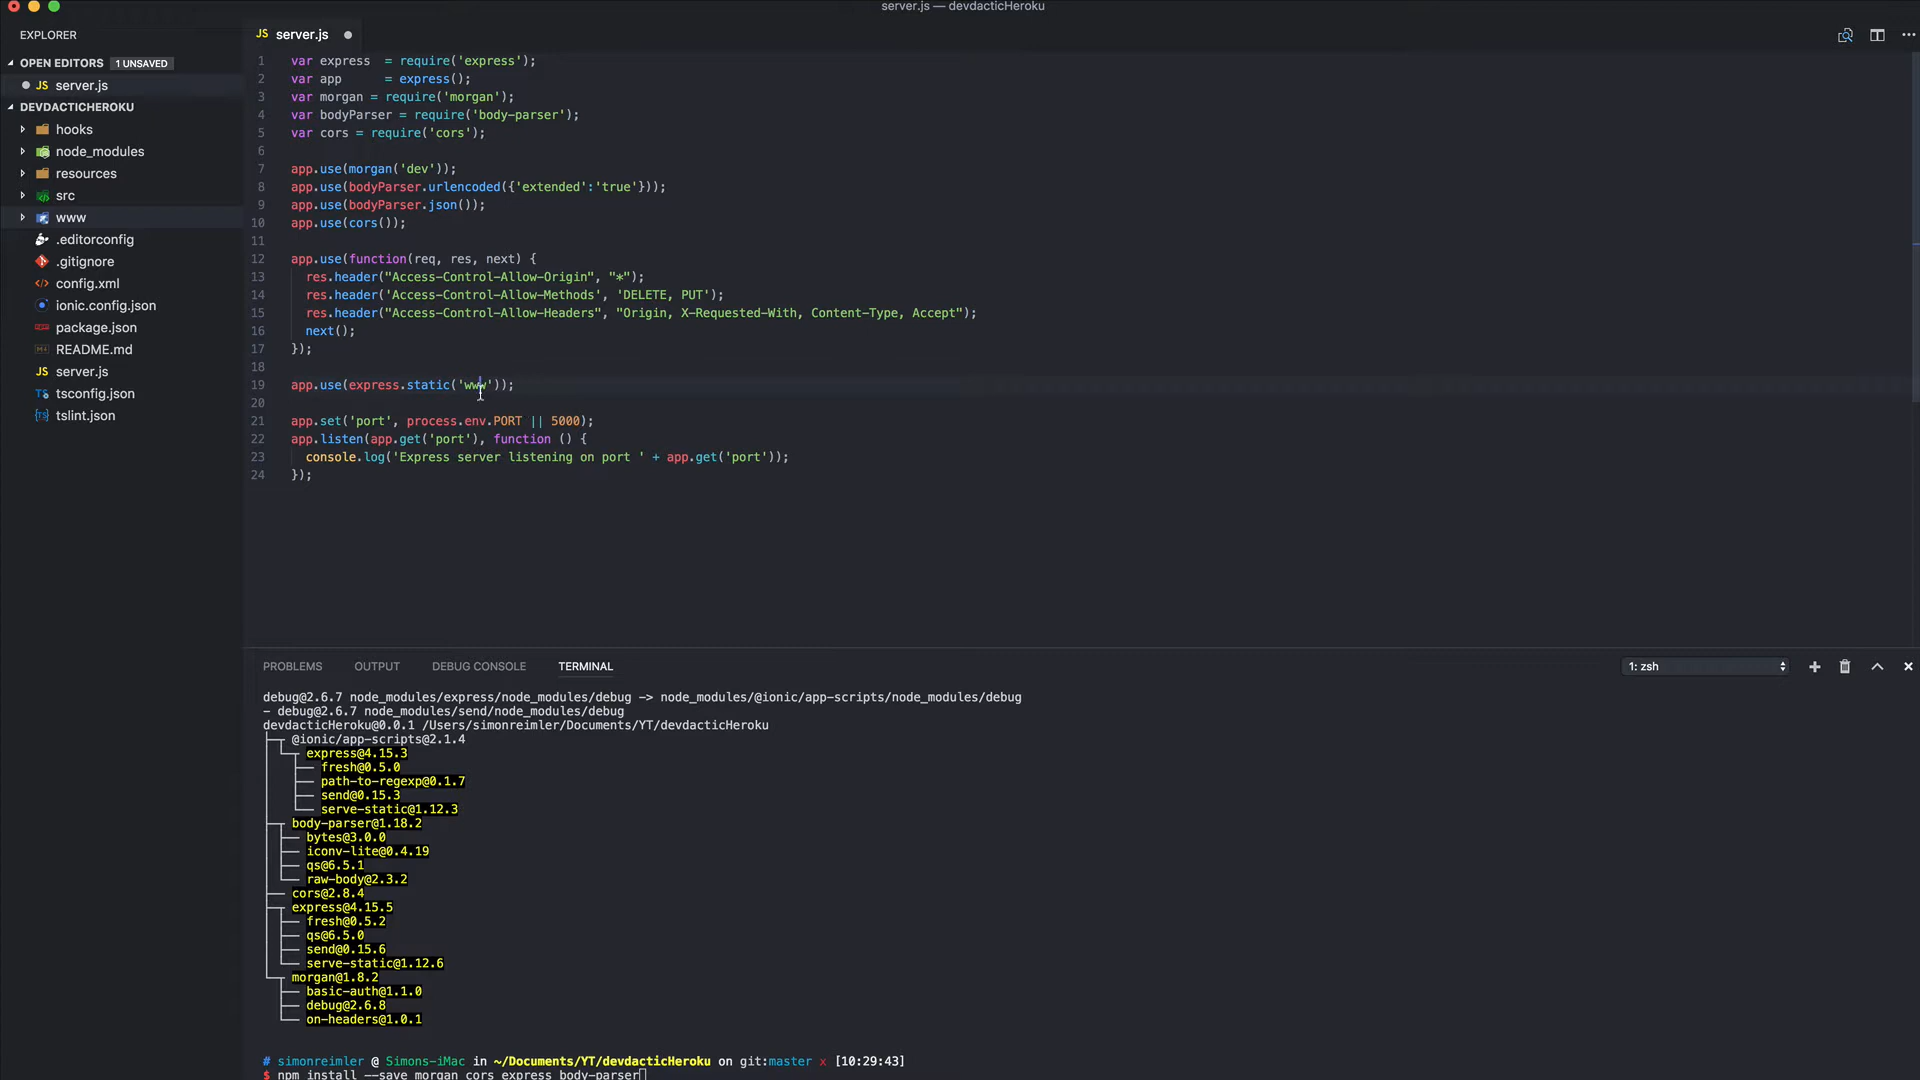 server.js — devdacticHeroku
EXPLORER
OPEN EDITORS 1 UNSAVED
JS server.js
DEVDACTICHEROKU
hooks
node_modules
resources
src
www
.editorconfig
.gitignore
config.xml
ionic.config.json
package.json
README.md
JS server.js
tsconfig.json
tslint.json
JS server.js
1 var express  = require('express');
2 var app      = express();
3 var morgan = require('morgan');
4 var bodyParser = require('body-parser');
5 var cors = require('cors');
6
7 app.use(morgan('dev'));
8 app.use(bodyParser.urlencoded({'extended':'true'}));
9 app.use(bodyParser.json());
10 app.use(cors());
11
12 app.use(function(req, res, next) {
13   res.header("Access-Control-Allow-Origin", "*");
14   res.header('Access-Control-Allow-Methods', 'DELETE, PUT');
15   res.header("Access-Control-Allow-Headers", "Origin, X-Requested-With, Content-Type, Accept");
16   next();
17 });
18
19 app.use(express.static('www'));
20
21 app.set('port', process.env.PORT || 5000);
22 app.listen(app.get('port'), function () {
23   console.log('Express server listening on port ' + app.get('port'));
24 });
PROBLEMS OUTPUT DEBUG CONSOLE TERMINAL 1: zsh
debug@2.6.7 node_modules/express/node_modules/debug -> node_modules/@ionic/app-scripts/node_modules/debug
- debug@2.6.7 node_modules/send/node_modules/debug
devdacticHeroku@0.0.1 /Users/simonreimler/Documents/YT/devdacticHeroku
├─┬ @ionic/app-scripts@2.1.4
│ └─┬ express@4.15.3
│   ├── fresh@0.5.0
│   ├── path-to-regexp@0.1.7
│   ├── send@0.15.3
│   └── serve-static@1.12.3
├─┬ body-parser@1.18.2
│ ├── bytes@3.0.0
│ ├── iconv-lite@0.4.19
│ ├── qs@6.5.1
│ └── raw-body@2.3.2
├── cors@2.8.4
├─┬ express@4.15.5
│ ├── fresh@0.5.2
│ ├── qs@6.5.0
│ ├── send@0.15.6
│ └── serve-static@1.12.6
└─┬ morgan@1.8.2
  ├── basic-auth@1.1.0
  ├── debug@2.6.8
  └── on-headers@1.0.1
# simonreimler @ Simons-iMac in ~/Documents/YT/devdacticHeroku on git:master x [10:29:43]
$ npm install --save morgan cors express body-parser